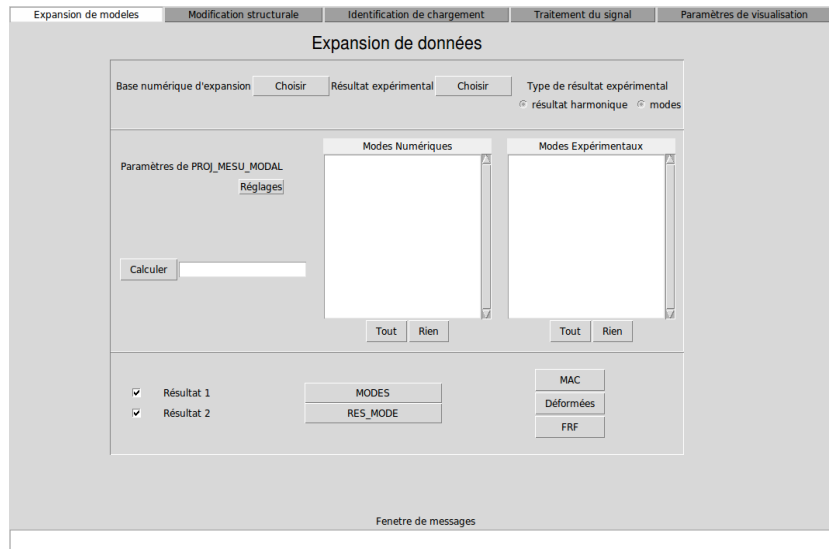 Expansion de modeles Modification structurale Identification de chargement Traitement du signal Paramètres de visualisation
Expansion de données
Base numérique d'expansion Choisir Résultat expérimental Choisir Type de résultat expérimental
résultat harmonique modes
Modes Numériques Modes Expérimentaux
Paramètres de PROJ_MESU_MODAL
Réglages
Calculer
Tout Rien Tout Rien
MAC
Résultat 1 MODES
Déformées
Résultat 2 RES_MODE
FRF
Fenetre de messages